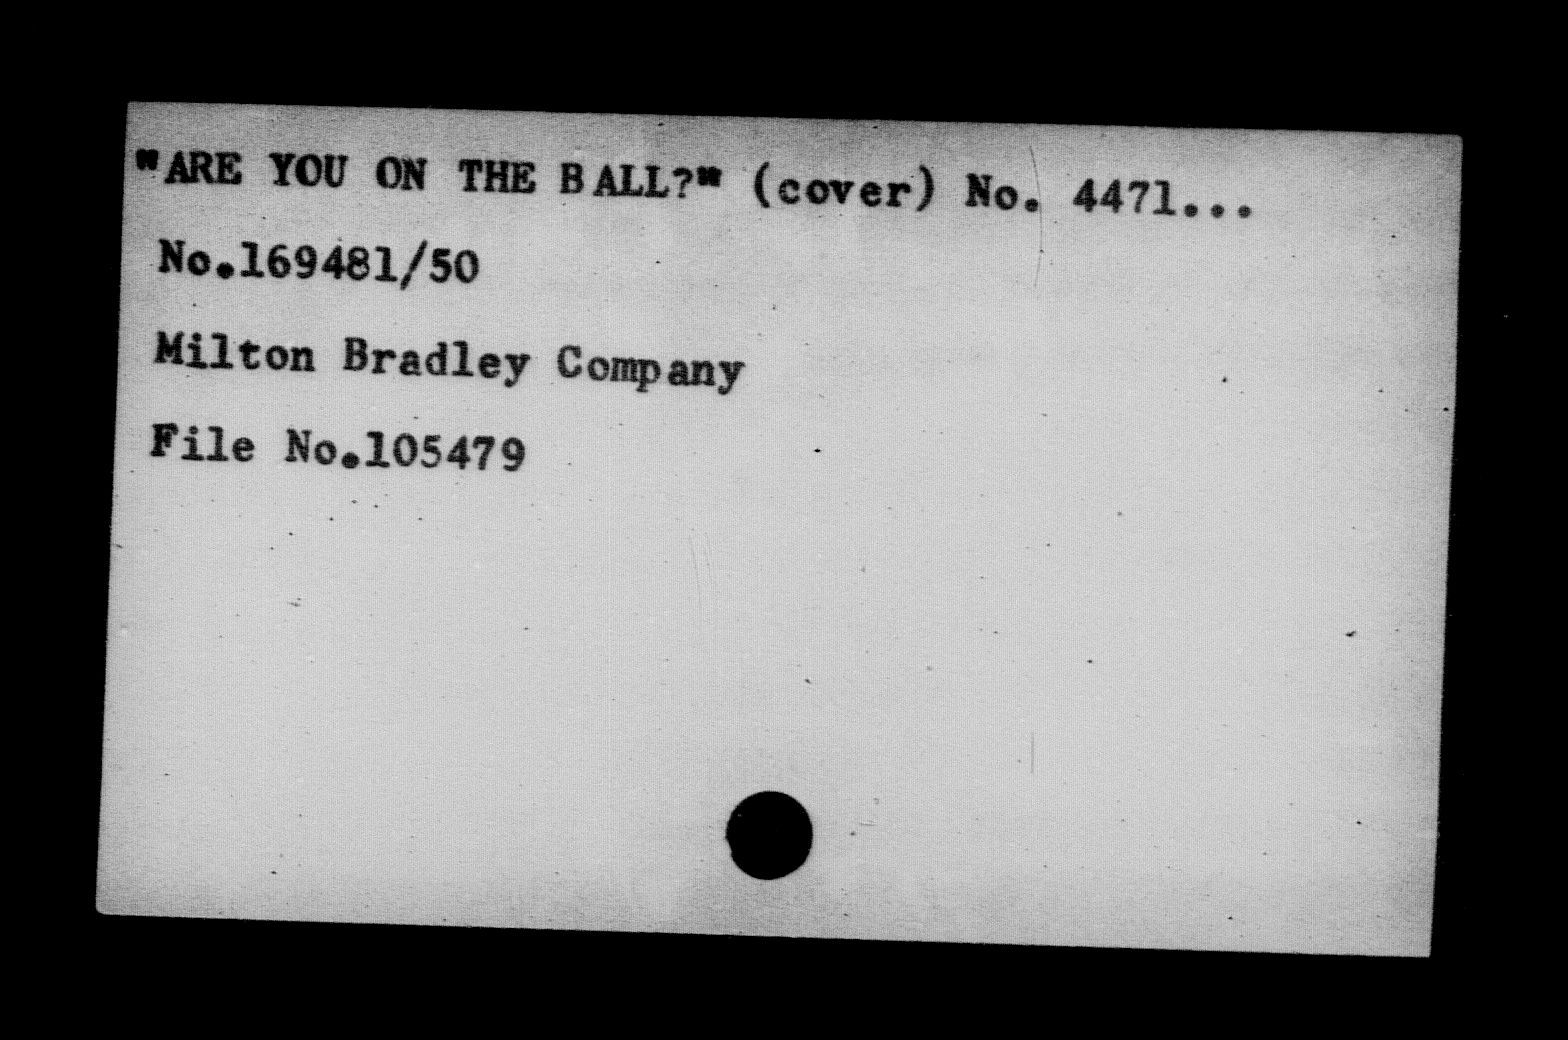 "ARE YOU ON THE BALL?" (cover) No. 4471...
No.169481/50
Milton Bradley Company
File No.105479